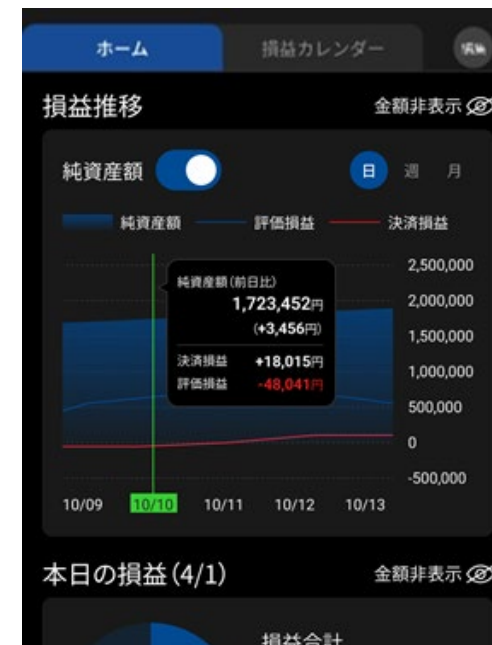 ホーム
損益カレンダー
損益推移
金額非表示
純資産額
日 週 月
純資産額 評価損益 決済損益
2,500,000
純資産額(前日比)
1,723,452円
(+3,456円)
決済損益 +18,015円
評価損益 -48,041円
2,000,000
1,500,000
1,000,000
500,000
0
-500,000
10/09 10/10 10/11 10/12 10/13
本日の損益(4/1)
金額非表示
損益合計